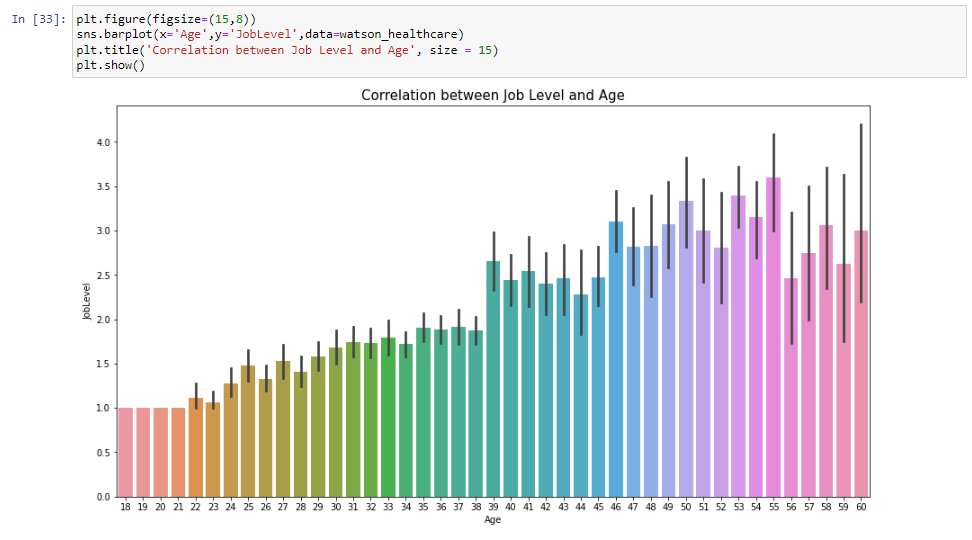 In [33]: plt.figure(figsize=(15,8))
sns.barplot(x='Age',y='JobLevel',data=watson_healthcare)
plt.title('Correlation between Job Level and Age', size = 15)
plt.show()
Correlation between Job Level and Age
4.0
3.5
3.0
2.5
2.0
1.5
1.0
0.5
0.0
JobLevel
18 19 20 21 22 23 24 25 26 27 28 29 30 31 32 33 34 35 36 37 38 39 40 41 42 43 44 45 46 47 48 49 50 51 52 53 54 55 56 57 58 59 60
Age